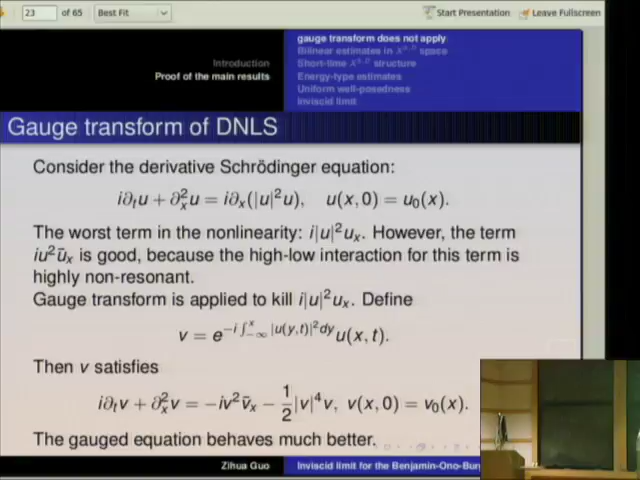 23 of 65 Best Fit Start Presentation Leave Fullscreen
Introduction
Proof of the main results
gauge transform does not apply
Bilinear estimates in X^{s,b} space
Short-time X^{s,b} structure
Energy-type estimates
Uniform well-posedness
Inviscid limit
Gauge transform of DNLS
Consider the derivative Schrödinger equation:
i∂_t u + ∂_x^2 u = i∂_x(|u|^2 u), u(x, 0) = u_0(x).
The worst term in the nonlinearity: i|u|^2 u_x. However, the term
iu^2 ū_x is good, because the high-low interaction for this term is
highly non-resonant.
Gauge transform is applied to kill i|u|^2 u_x. Define
v = e^{-i ∫_{-∞}^x |u(y,t)|^2 dy} u(x, t).
Then v satisfies
i∂_t v + ∂_x^2 v = -iv^2 v̄_x - 1/2 |v|^4 v, v(x, 0) = v_0(x).
The gauged equation behaves much better.
Zihua Guo Inviscid limit for the Benjamin-Ono-Bur